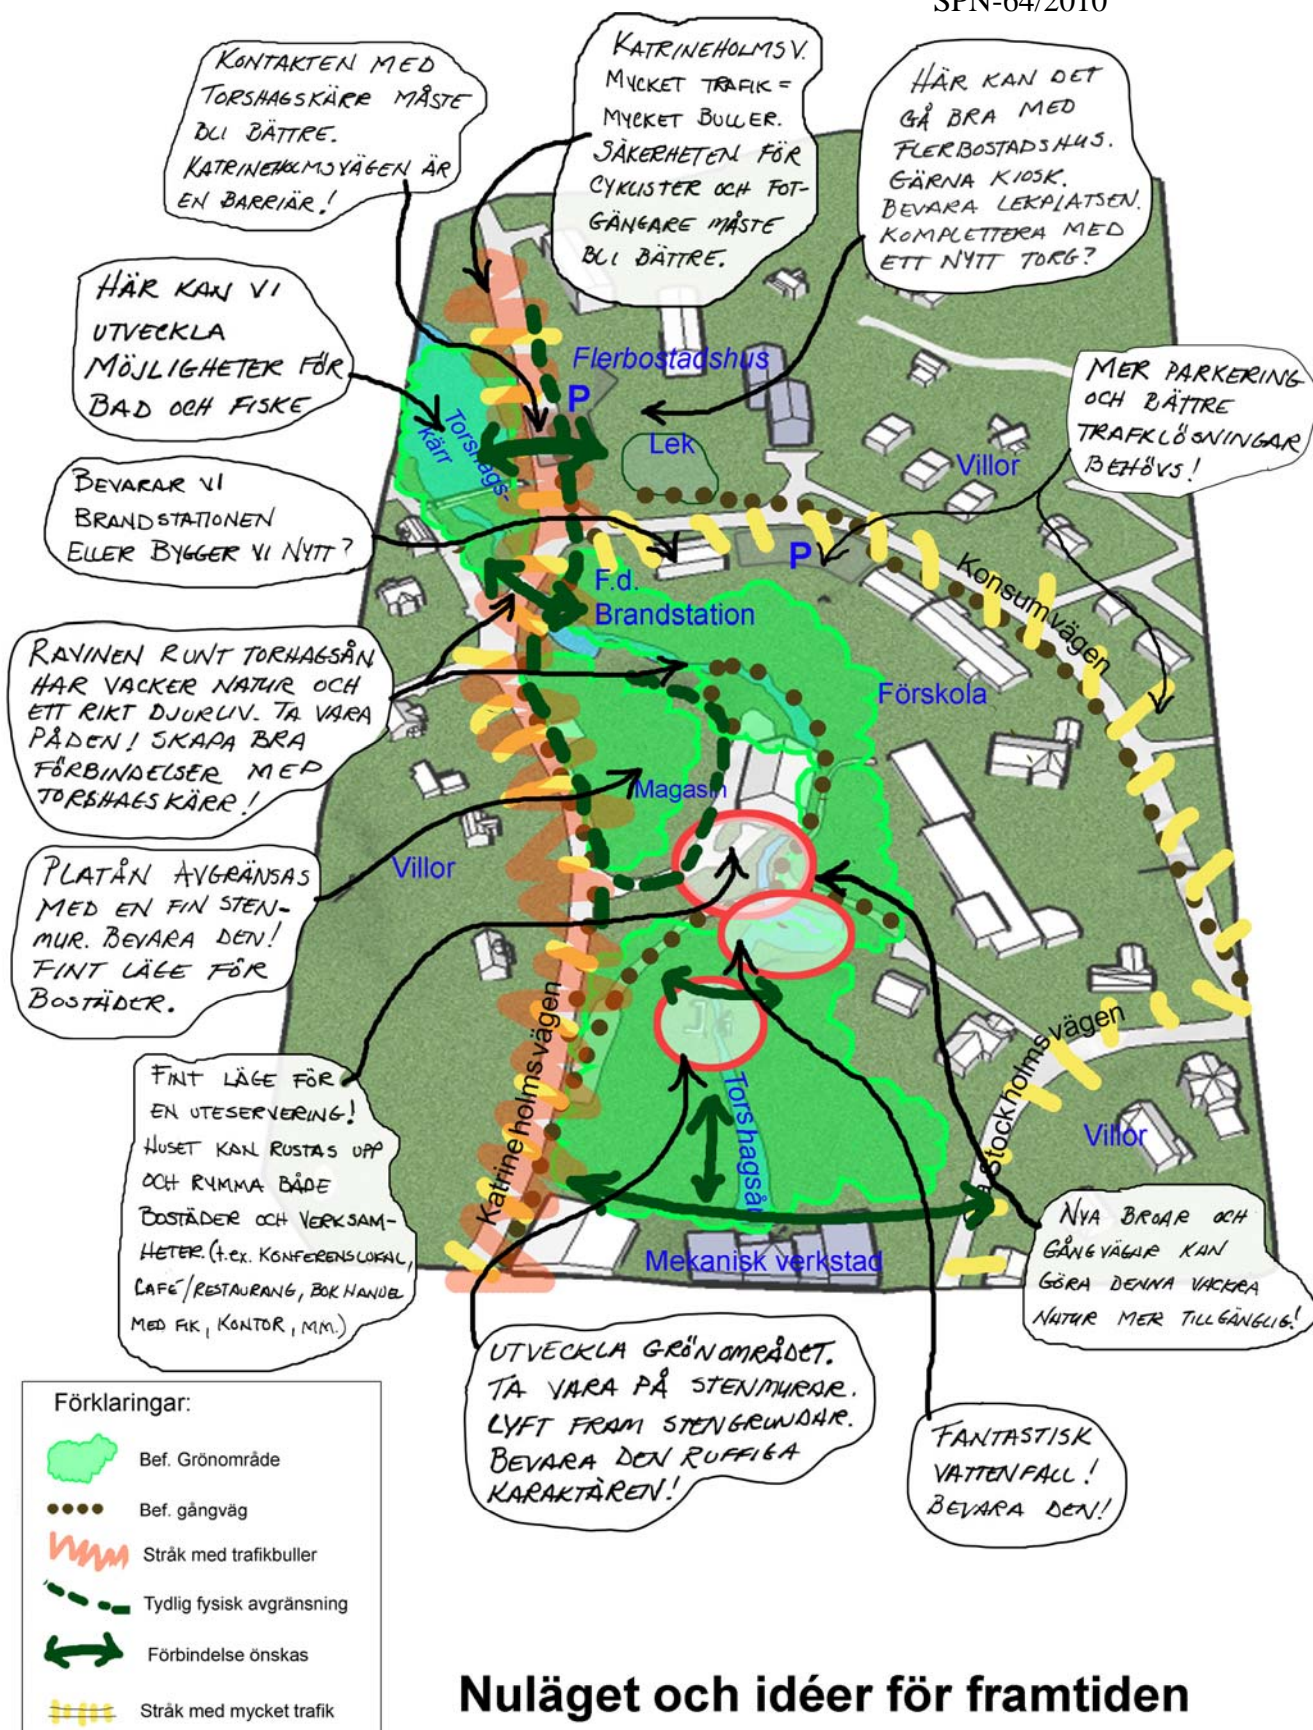 SPN-64/2010
KONTAKTEN MED
TORSHAGSKÄRR MÅSTE
BLI BÄTTRE.
KATRINEHOLMSVÄGEN ÄR
EN BARRIÄR!
KATRINEHOLMSV.
MYCKET TRAFIK =
MYCKET BULLER.
SÄKERHETEN FÖR
CYKLISTER OCH FOT-
GÄNGARE MÅSTE
BLI BÄTTRE.
HÄR KAN DET
GÅ BRA MED
FLERBOSTADSHUS.
GÄRNA KIOSK.
BEVARA LEKPLATSEN.
KOMPLETTERA MED
ETT NYTT TORG?
HÄR KAN VI
UTVECKLA
MÖJLIGHETER FÖR
BAD OCH FISKE
MER PARKERING
OCH BÄTTRE
TRAFKLÖSNINGAR
BEHÖVS!
BEVARAR VI
BRANDSTATIONEN
ELLER BYGGER VI NYTT?
RAVINEN RUNT TORHAGSÅN
HAR VACKER NATUR OCH
ETT RIKT DJURLIV. TA VARA
PÅ DEN! SKAPA BRA
FÖRBINDELSER MED
TORSHAGSKÄRR!
PLATÅN AVGRÄNSAS
MED EN FIN STEN-
MUR. BEVARA DEN!
FINT LÄGE FÖR
BOSTÄDER.
FINT LÄGE FÖR
EN UTESERVERING!
HUSET KAN RUSTAS UPP
OCH RYMMA BÅDE
BOSTÄDER OCH VERKSAM-
HETER. (t.ex. KONFERENSLOKAL,
CAFÉ/RESTAURANG, BOKHANDEL
MED FIK, KONTOR, MM.)
UTVECKLA GRÖNOMRÅDET.
TA VARA PÅ STENMURAR.
LYFT FRAM STENGRUNDAR.
BEVARA DEN RUFFIGA
KARAKTÄREN!
FANTASTISK
VATTENFALL!
BEVARA DEN!
NYA BROAR OCH
GÅNGVÄGAR KAN
GÖRA DENNA VACKRA
NATUR MER TILLGÄNGLIG!
Flerbostadshus
P
Lek
Torshags-
kärr
Villor
P
F.d.
Brandstation
Konsumvägen
Förskola
Magasin
Villor
Katrineholmsvägen
Stockholmsvägen
Torshagsån
Villor
Mekanisk verkstad
Förklaringar:
Bef. Grönområde
Bef. gångväg
Stråk med trafikbuller
Tydlig fysisk avgränsning
Förbindelse önskas
Stråk med mycket trafik
Nuläget och idéer för framtiden